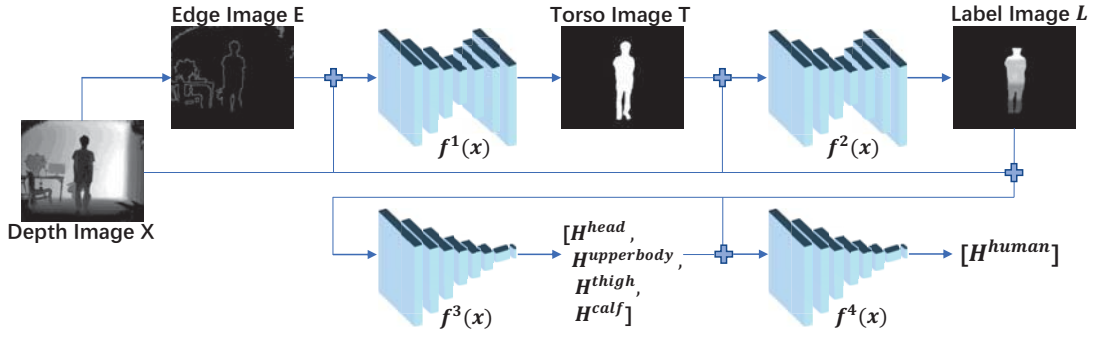 Edge Image E
Torso Image T
Label Image L
f¹(x)
f²(x)
Depth Image X
[H^head,
H^upperbody,
H^thigh,
H^calf]
[H^human]
f³(x)
f⁴(x)